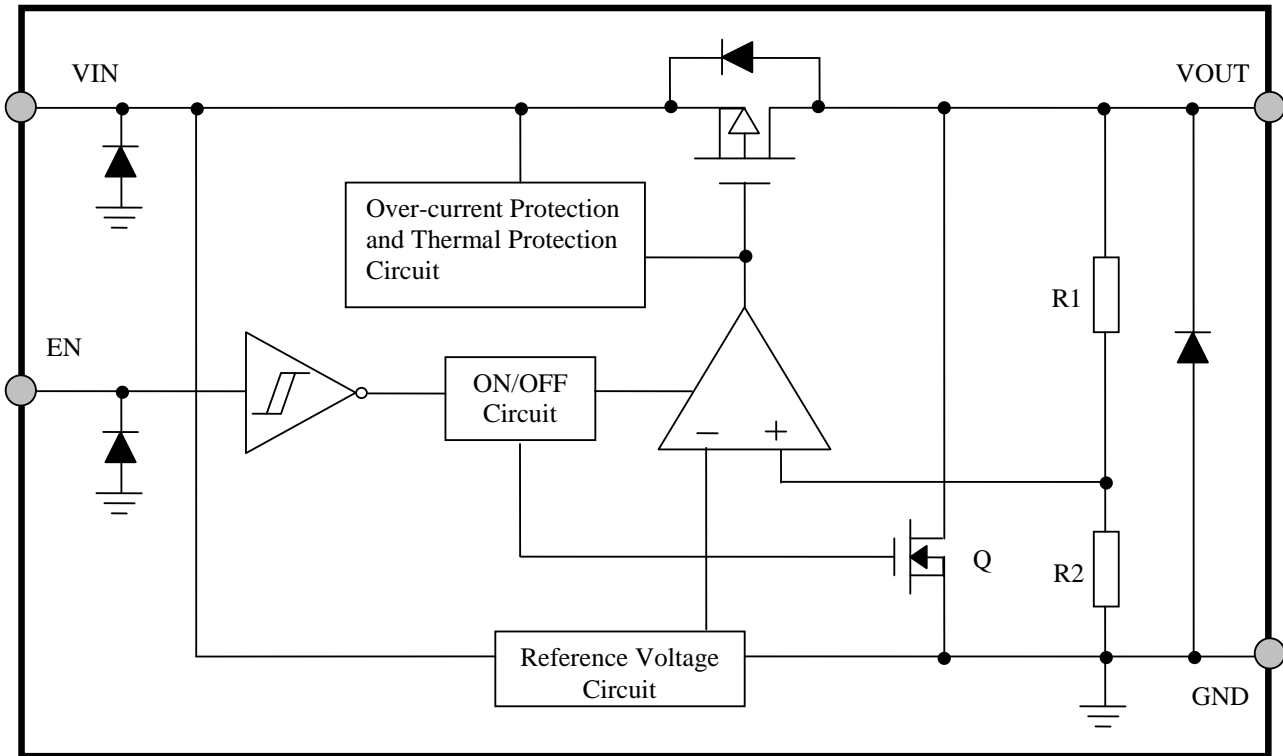 VIN
VOUT
Over-current Protection
and Thermal Protection
Circuit
R1
EN
ON/OFF
Circuit
− +
Q
R2
Reference Voltage
Circuit
GND